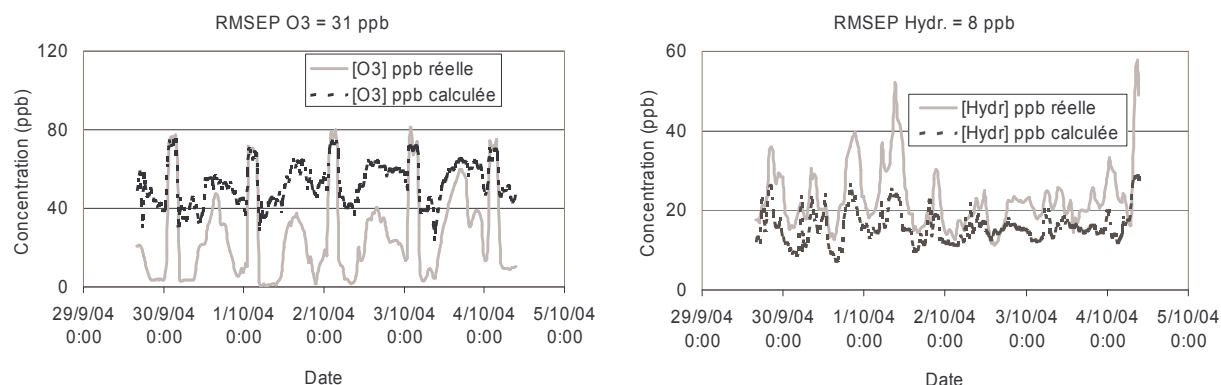 RMSEP O3 = 31 ppb
120
80
40
0
Concentration (ppb)
[O3] ppb réelle
[O3] ppb calculée
29/9/04 30/9/04 1/10/04 2/10/04 3/10/04 4/10/04 5/10/04
0:00 0:00 0:00 0:00 0:00 0:00 0:00
Date
RMSEP Hydr. = 8 ppb
60
40
20
0
Concentration (ppb)
[Hydr] ppb réelle
[Hydr] ppb calculée
29/9/04 30/9/04 1/10/04 2/10/04 3/10/04 4/10/04 5/10/04
0:00 0:00 0:00 0:00 0:00 0:00 0:00
Date